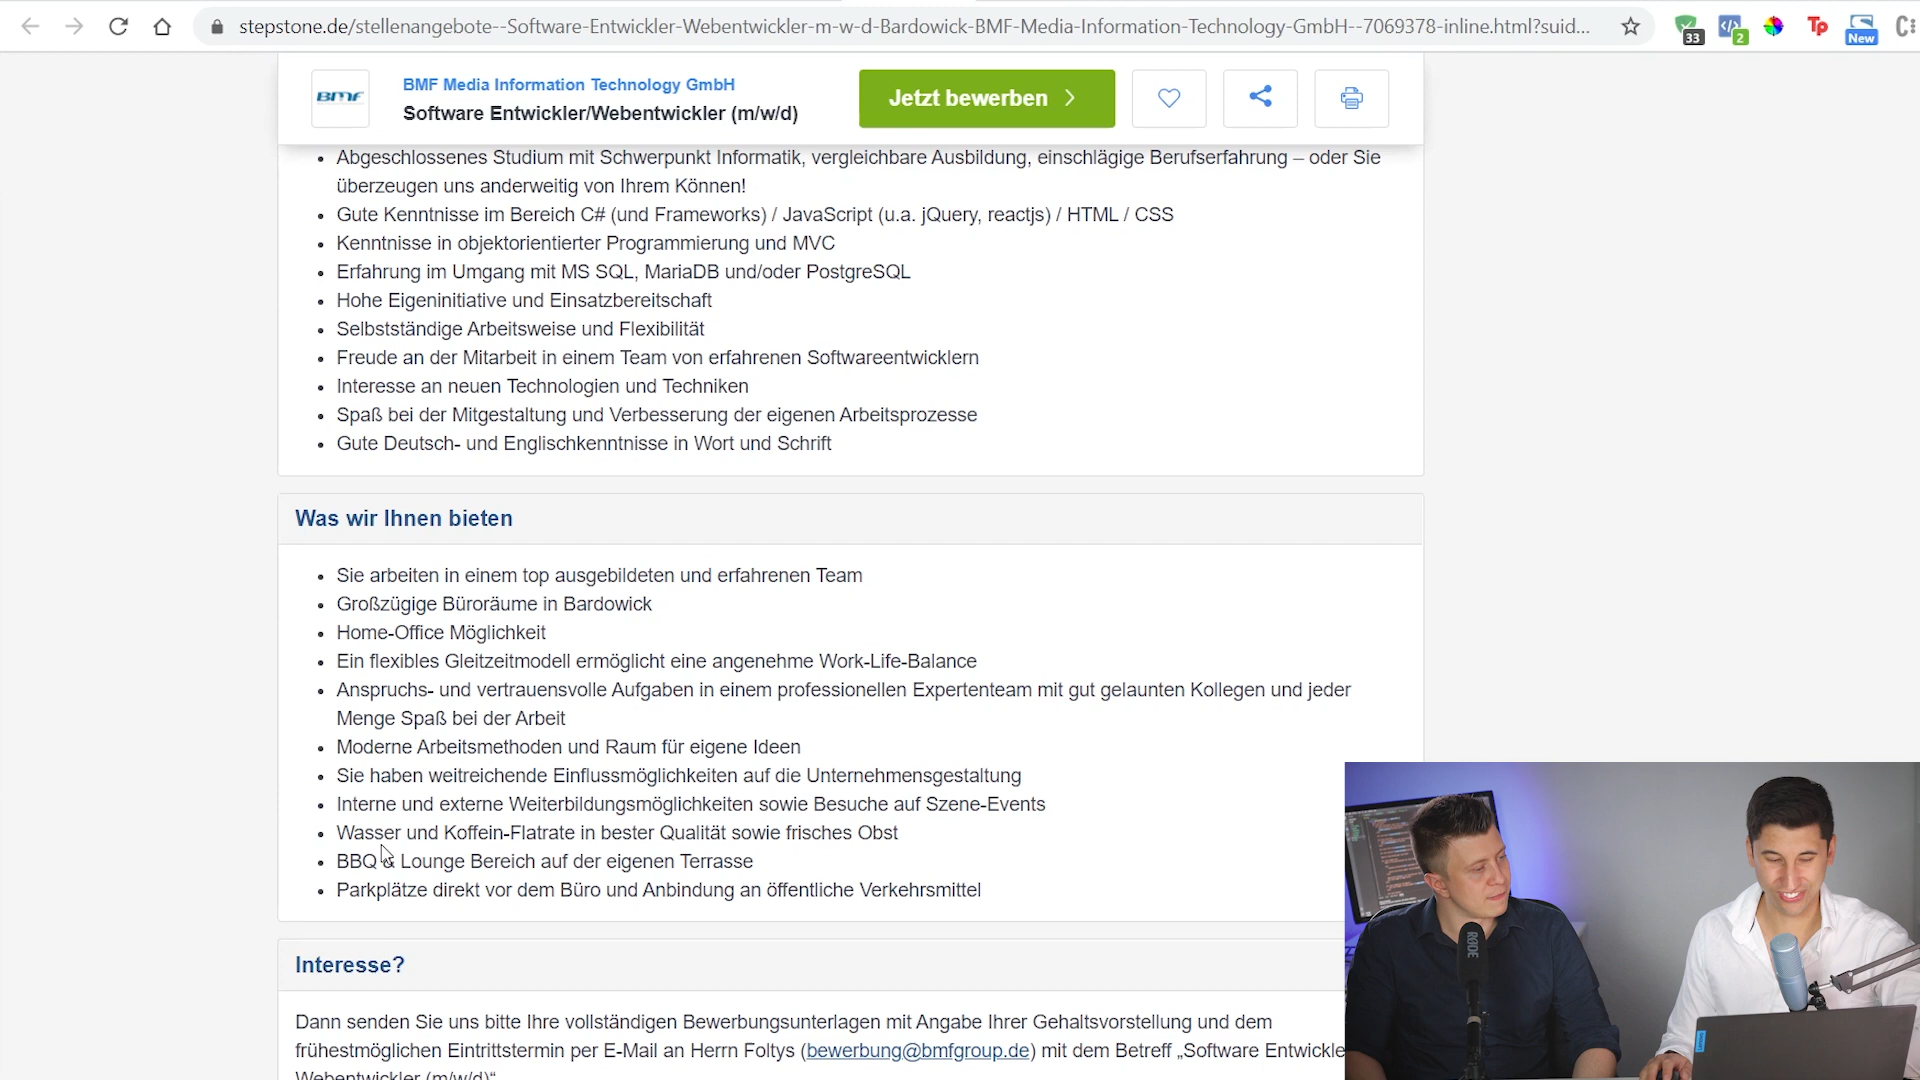 stepstone.de/stellenangebote--Software-Entwickler-Webentwickler-m-w-d-Bardowick-BMF-Media-Information-Technology-GmbH--7069378-inline.html?suid...
33
2
Tp
New
BMF
BMF Media Information Technology GmbH
Software Entwickler/Webentwickler (m/w/d)
Jetzt bewerben
Abgeschlossenes Studium mit Schwerpunkt Informatik, vergleichbare Ausbildung, einschlägige Berufserfahrung – oder Sie
überzeugen uns anderweitig von Ihrem Können!
Gute Kenntnisse im Bereich C# (und Frameworks) / JavaScript (u.a. jQuery, reactjs) / HTML / CSS
Kenntnisse in objektorientierter Programmierung und MVC
Erfahrung im Umgang mit MS SQL, MariaDB und/oder PostgreSQL
Hohe Eigeninitiative und Einsatzbereitschaft
Selbstständige Arbeitsweise und Flexibilität
Freude an der Mitarbeit in einem Team von erfahrenen Softwareentwicklern
Interesse an neuen Technologien und Techniken
Spaß bei der Mitgestaltung und Verbesserung der eigenen Arbeitsprozesse
Gute Deutsch- und Englischkenntnisse in Wort und Schrift
Was wir Ihnen bieten
Sie arbeiten in einem top ausgebildeten und erfahrenen Team
Großzügige Büroräume in Bardowick
Home-Office Möglichkeit
Ein flexibles Gleitzeitmodell ermöglicht eine angenehme Work-Life-Balance
Anspruchs- und vertrauensvolle Aufgaben in einem professionellen Expertenteam mit gut gelaunten Kollegen und jeder
Menge Spaß bei der Arbeit
Moderne Arbeitsmethoden und Raum für eigene Ideen
Sie haben weitreichende Einflussmöglichkeiten auf die Unternehmensgestaltung
Interne und externe Weiterbildungsmöglichkeiten sowie Besuche auf Szene-Events
Wasser und Koffein-Flatrate in bester Qualität sowie frisches Obst
BBQ & Lounge Bereich auf der eigenen Terrasse
Parkplätze direkt vor dem Büro und Anbindung an öffentliche Verkehrsmittel
Interesse?
Dann senden Sie uns bitte Ihre vollständigen Bewerbungsunterlagen mit Angabe Ihrer Gehaltsvorstellung und dem
frühestmöglichen Eintrittstermin per E-Mail an Herrn Foltys (bewerbung@bmfgroup.de) mit dem Betreff „Software Entwickle
Webentwickler (m/w/d)“
RØDE
Lenovo